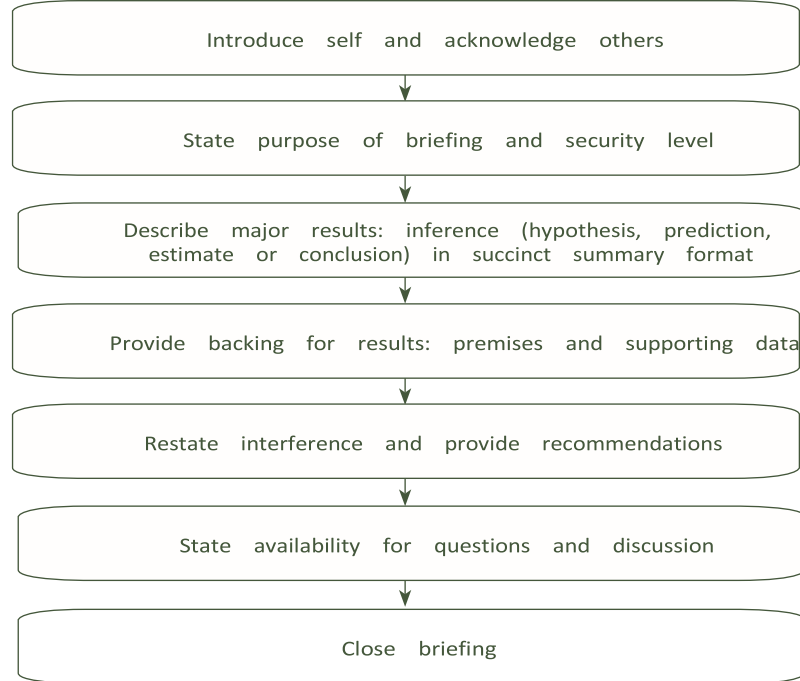 Introduce self and acknowledge others
State purpose of briefing and security level
Describe major results: inference (hypothesis, prediction,
estimate or conclusion) in succinct summary format
Provide backing for results: premises and supporting data
Restate interference and provide recommendations
State availability for questions and discussion
Close briefing